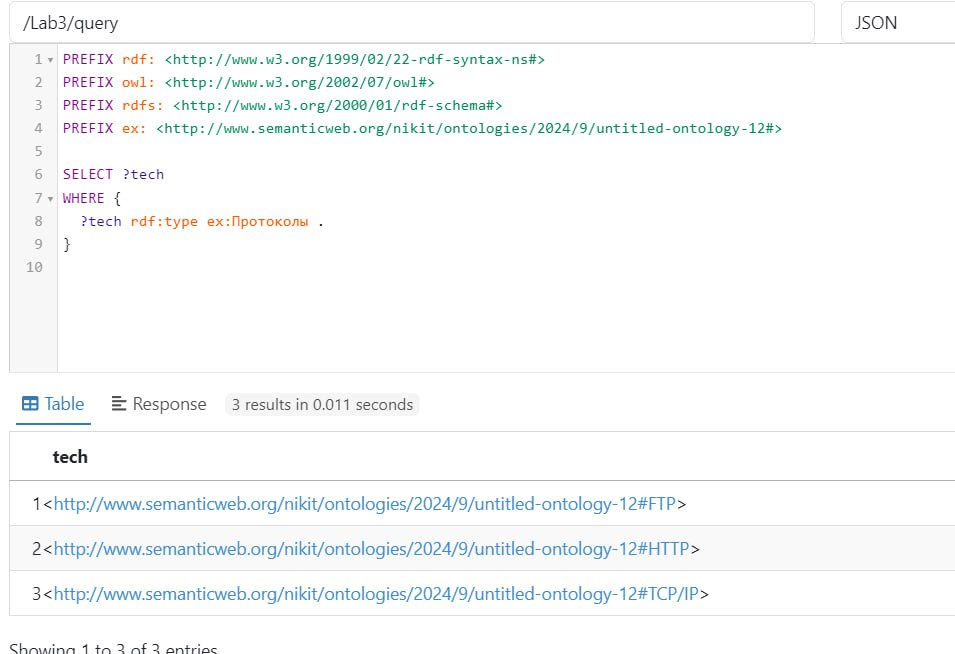 /Lab3/query
JSON
1 PREFIX rdf: <http://www.w3.org/1999/02/22-rdf-syntax-ns#>
2 PREFIX owl: <http://www.w3.org/2002/07/owl#>
3 PREFIX rdfs: <http://www.w3.org/2000/01/rdf-schema#>
4 PREFIX ex: <http://www.semanticweb.org/nikit/ontologies/2024/9/untitled-ontology-12#>
5
6 SELECT ?tech
7 WHERE {
8 ?tech rdf:type ex:Протоколы .
9 }
10
Table Response 3 results in 0.011 seconds
tech
1<http://www.semanticweb.org/nikit/ontologies/2024/9/untitled-ontology-12#FTP>
2<http://www.semanticweb.org/nikit/ontologies/2024/9/untitled-ontology-12#HTTP>
3<http://www.semanticweb.org/nikit/ontologies/2024/9/untitled-ontology-12#TCP/IP>
Showing 1 to 3 of 3 entries